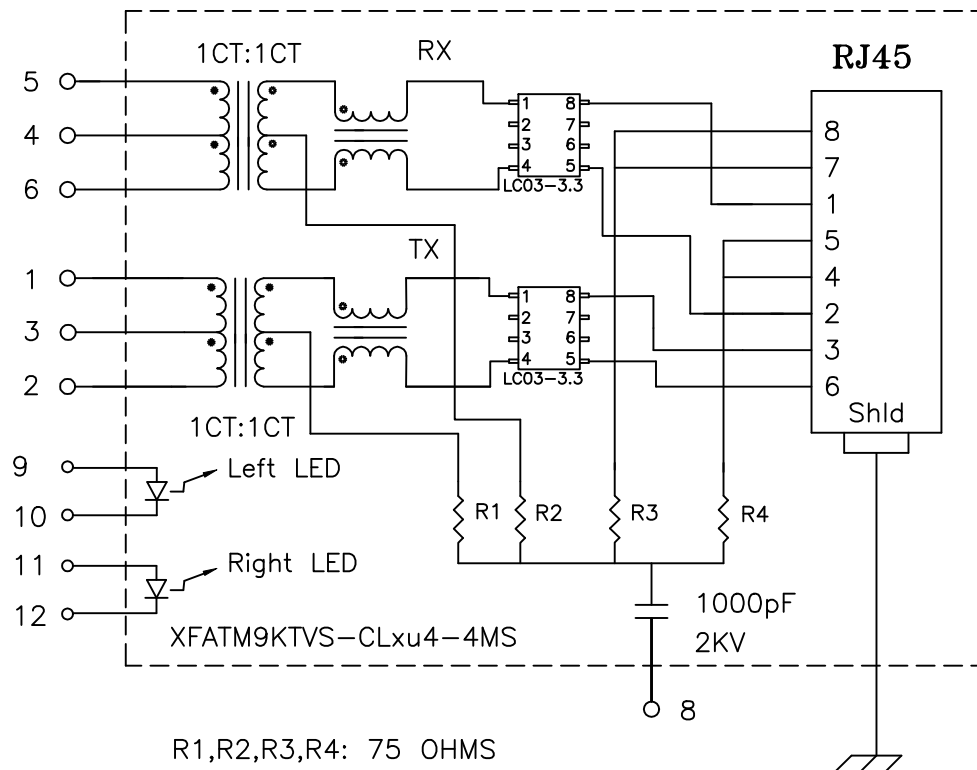 1CT:1CT
RX
RJ45
5
4
6
1 8
2 7
3 6
4 5
LC03-3.3
8
7
1
5
4
2
3
6
Shld
TX
1
3
2
1 8
2 7
3 6
4 5
LC03-3.3
1CT:1CT
9
Left LED
10
R1
R2
R3
R4
11
Right LED
12
1000pF
2KV
XFATM9KTVS-CLxu4-4MS
8
R1,R2,R3,R4: 75 OHMS